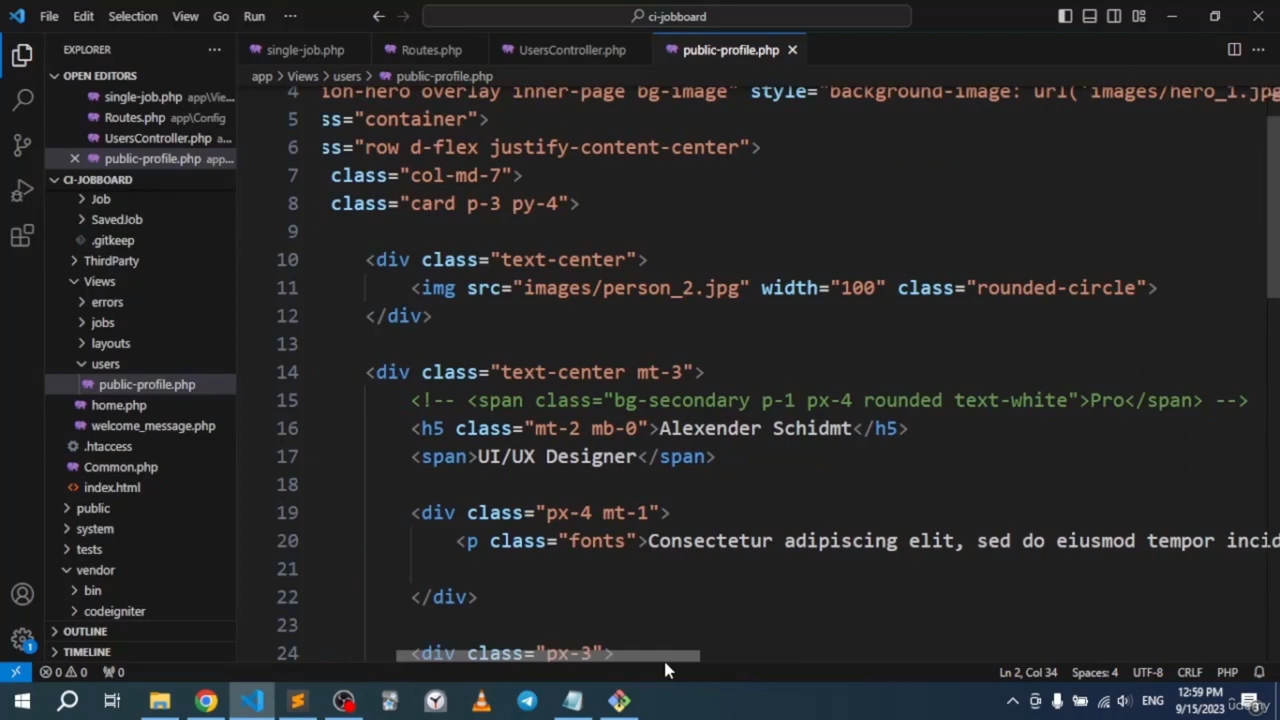 File Edit Selection View Go Run ··· ci-jobboard
EXPLORER ···
single-job.php Routes.php UsersController.php public-profile.php
OPEN EDITORS
app > Views > users > public-profile.php
single-job.php app\Vie...
Routes.php app\Config
UsersController.php a...
public-profile.php app...
CI-JOBBOARD
Job
SavedJob
.gitkeep
ThirdParty
Views
errors
jobs
layouts
users
public-profile.php
home.php
welcome_message.php
.htaccess
Common.php
index.html
public
system
tests
vendor
bin
codeigniter
OUTLINE
TIMELINE
4 ion-hero overlay inner-page bg-image" style="background-image: url('images/hero_1.jpg
5 ss="container">
6 ss="row d-flex justify-content-center">
7 class="col-md-7">
8 class="card p-3 py-4">
9
10 <div class="text-center">
11 <img src="images/person_2.jpg" width="100" class="rounded-circle">
12 </div>
13
14 <div class="text-center mt-3">
15 <!-- <span class="bg-secondary p-1 px-4 rounded text-white">Pro</span> -->
16 <h5 class="mt-2 mb-0">Alexender Schidmt</h5>
17 <span>UI/UX Designer</span>
18
19 <div class="px-4 mt-1">
20 <p class="fonts">Consectetur adipiscing elit, sed do eiusmod tempor incid
21
22 </div>
23
24 <div class="px-3">
1
0 0 0 Ln 2, Col 34 Spaces: 4 UTF-8 CRLF PHP
ENG 12:59 PM
9/15/2023
udemy